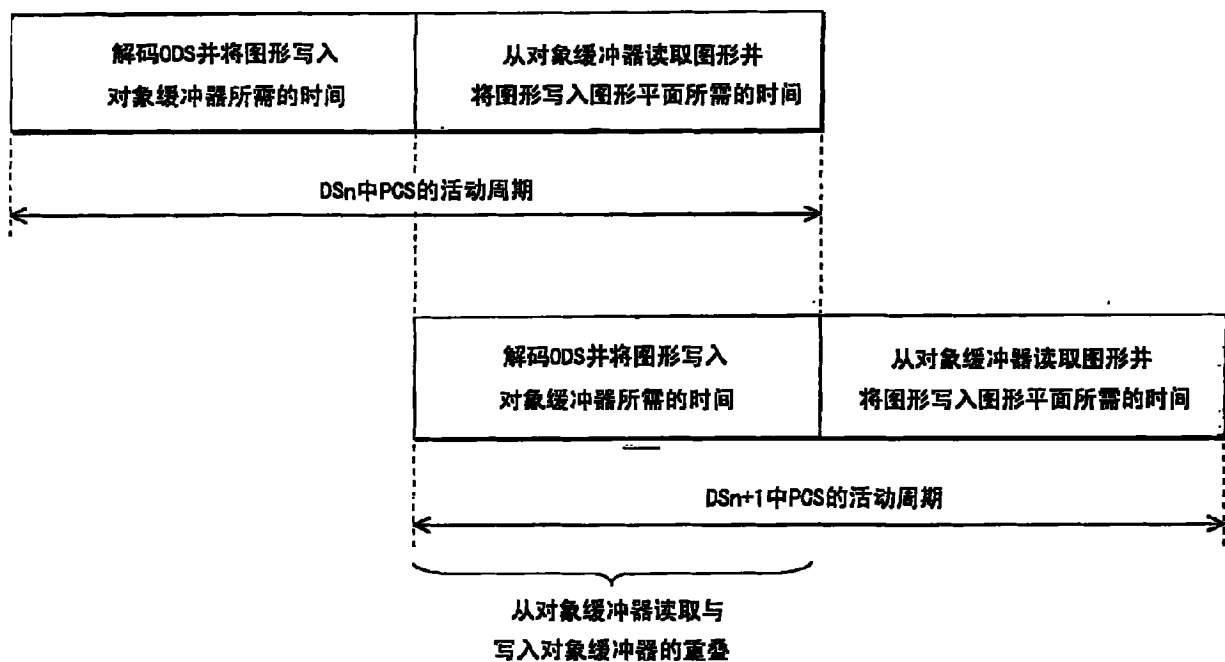 解码ODS并将图形写入
对象缓冲器所需的时间
从对象缓冲器读取图形并
将图形写入图形平面所需的时间
DSn中PCS的活动周期
解码ODS并将图形写入
对象缓冲器所需的时间
从对象缓冲器读取图形并
将图形写入图形平面所需的时间
DSn+1中PCS的活动周期
从对象缓冲器读取与
写入对象缓冲器的重叠